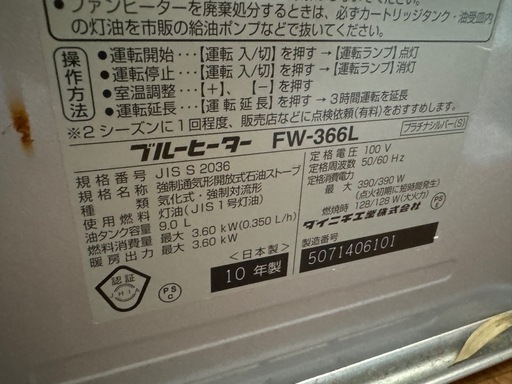 ファンヒーターを廃棄処分するときは、必ずカートリッジタンク・油受皿内
の灯油を市販の給油ポンプなどで抜いてください。
操作方法
・運転開始・・・【運転 入/切】を押す→【運転ランプ】点灯
・運転停止・・・【運転 入/切】を押す→【運転ランプ】消灯
・室温調整・・・【+】、【-】を押す
・運転延長・・・【運転延長】を押す→3時間運転を延長
※2シーズンに1回程度、販売店などに点検依頼(有料)をおすすめします。
ブルーヒーター FW-366L プラチナシルバー(S)
規格番号 JIS S 2036
規格種別 強制通気形開放式石油ストーブ
気化式・強制対流形
使用燃料 灯油(JIS1号灯油)
油タンク容量 9.0 L
燃料消費量 最大 3.60 kW(0.350 L/h)
暖房出力 最大 3.60 kW
定格電圧 100 V
定格周波数 50/60 Hz
定格消費電力
最大 390/390 W
(点火初期に短時間発生)
燃焼時 128/128 W(大火力)
ダイニチ工業株式会社
PSE
<日本製>
10年製
製造番号
5071406101
認証
JHIA
PSC